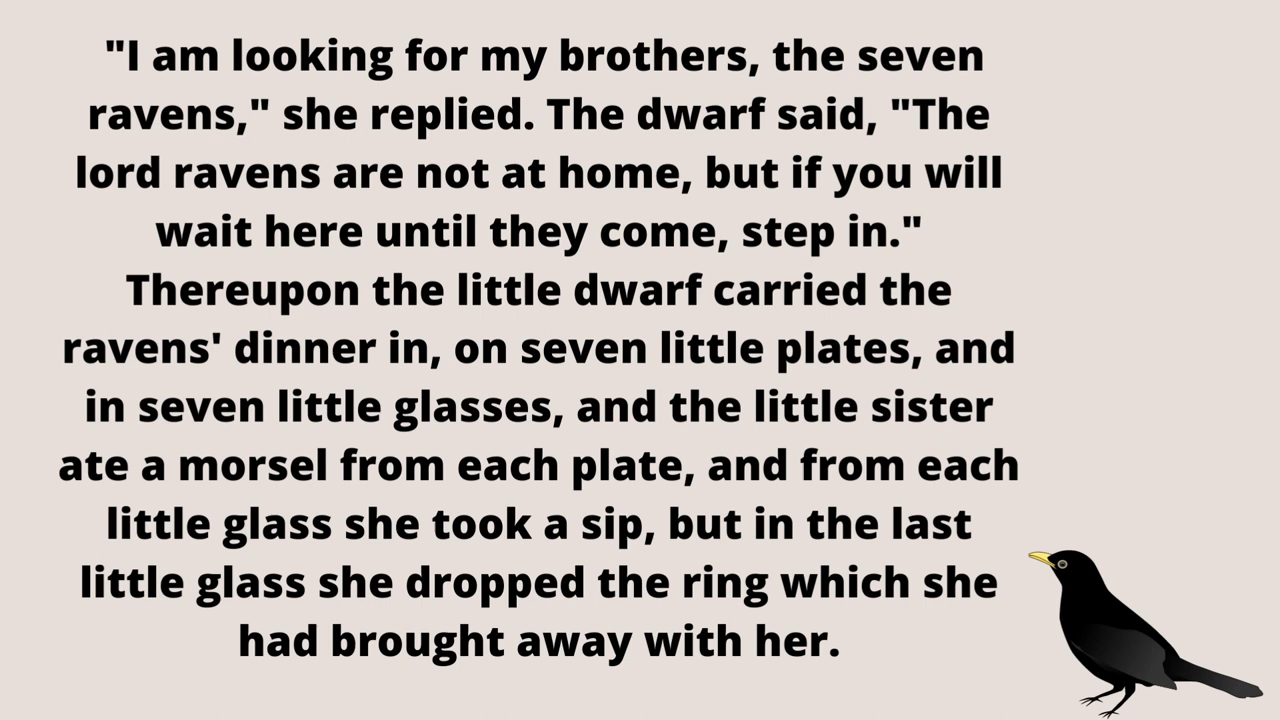 "I am looking for my brothers, the seven
ravens," she replied. The dwarf said, "The
lord ravens are not at home, but if you will
wait here until they come, step in."
Thereupon the little dwarf carried the
ravens' dinner in, on seven little plates, and
in seven little glasses, and the little sister
ate a morsel from each plate, and from each
little glass she took a sip, but in the last
little glass she dropped the ring which she
had brought away with her.